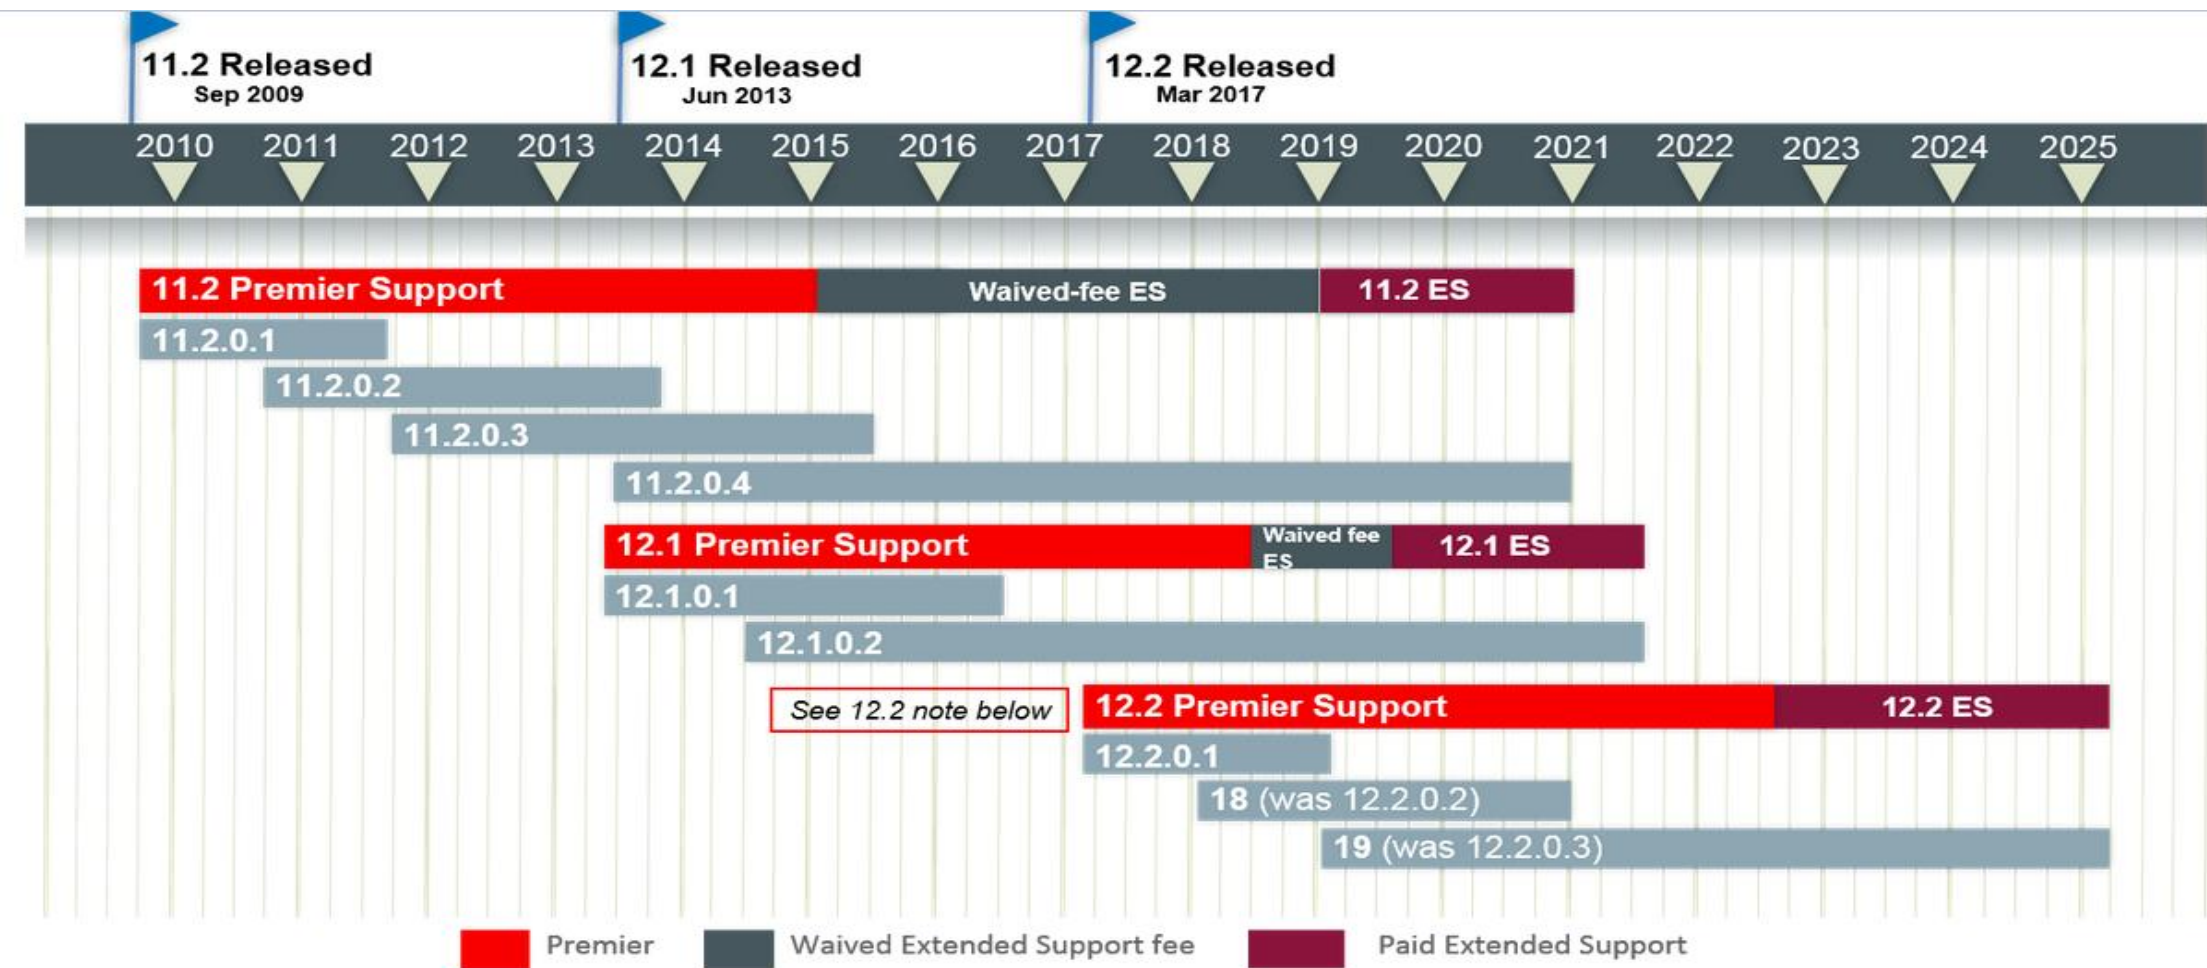 11.2 Released
Sep 2009
12.1 Released
Jun 2013
12.2 Released
Mar 2017
2010 2011 2012 2013 2014 2015 2016 2017 2018 2019 2020 2021 2022 2023 2024 2025
11.2 Premier Support Waived-fee ES 11.2 ES
11.2.0.1
11.2.0.2
11.2.0.3
11.2.0.4
12.1 Premier Support Waived fee ES 12.1 ES
12.1.0.1
12.1.0.2
See 12.2 note below 12.2 Premier Support 12.2 ES
12.2.0.1
18 (was 12.2.0.2)
19 (was 12.2.0.3)
Premier Waived Extended Support fee Paid Extended Support